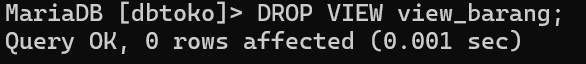 MariaDB [dbtoko]> DROP VIEW view_barang;
Query OK, 0 rows affected (0.001 sec)